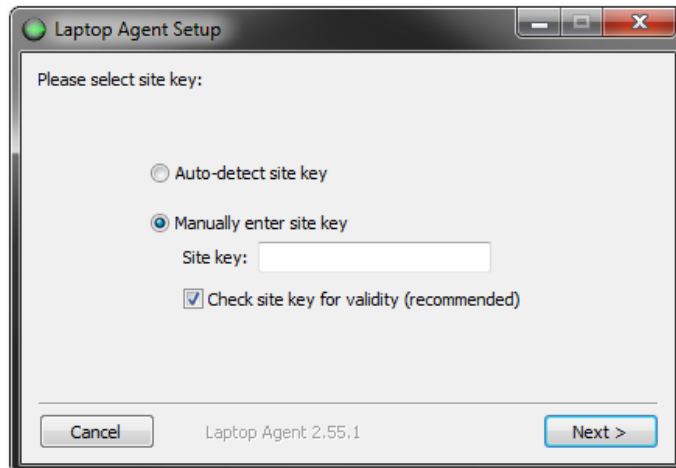 Laptop Agent Setup
Please select site key:
Auto-detect site key
Manually enter site key
Site key:
Check site key for validity (recommended)
Cancel
Laptop Agent 2.55.1
Next >